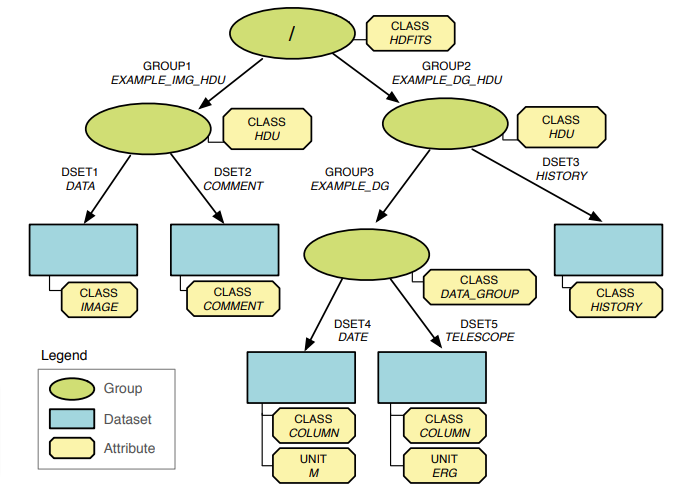 /
CLASS
HDFITS
GROUP1
EXAMPLE_IMG_HDU
GROUP2
EXAMPLE_DG_HDU
CLASS
HDU
CLASS
HDU
DSET1
DATA
DSET2
COMMENT
GROUP3
EXAMPLE_DG
DSET3
HISTORY
CLASS
IMAGE
CLASS
COMMENT
CLASS
DATA_GROUP
CLASS
HISTORY
DSET4
DATE
DSET5
TELESCOPE
CLASS
COLUMN
UNIT
M
CLASS
COLUMN
UNIT
ERG
Legend
Group
Dataset
Attribute